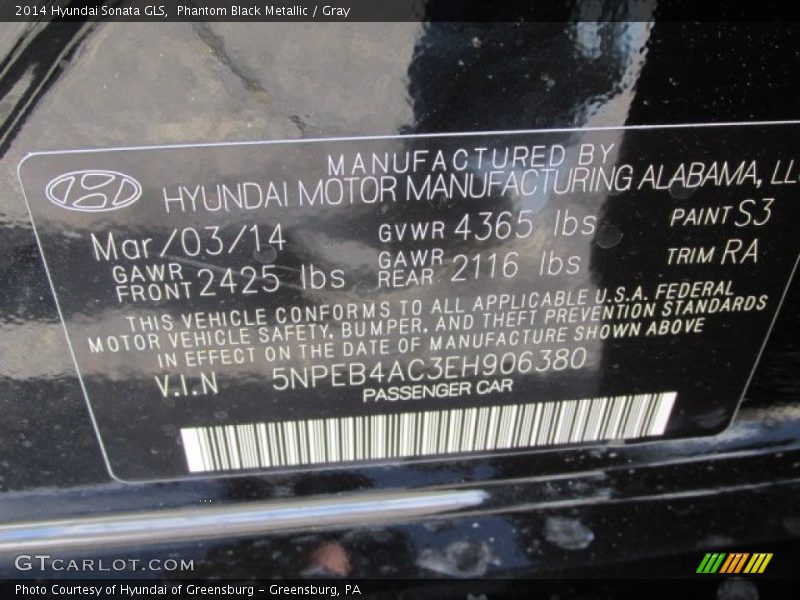 2014 Hyundai Sonata GLS, Phantom Black Metallic / Gray
MANUFACTURED BY
HYUNDAI MOTOR MANUFACTURING ALABAMA, LLC
Mar/03/14 GVWR 4365 lbs PAINT S3
GAWR FRONT 2425 lbs GAWR REAR 2116 lbs TRIM RA
THIS VEHICLE CONFORMS TO ALL APPLICABLE U.S.A. FEDERAL
MOTOR VEHICLE SAFETY, BUMPER, AND THEFT PREVENTION STANDARDS
IN EFFECT ON THE DATE OF MANUFACTURE SHOWN ABOVE
V.I.N 5NPEB4AC3EH906380
PASSENGER CAR
GTCARLOT.COM
Photo Courtesy of Hyundai of Greensburg - Greensburg, PA